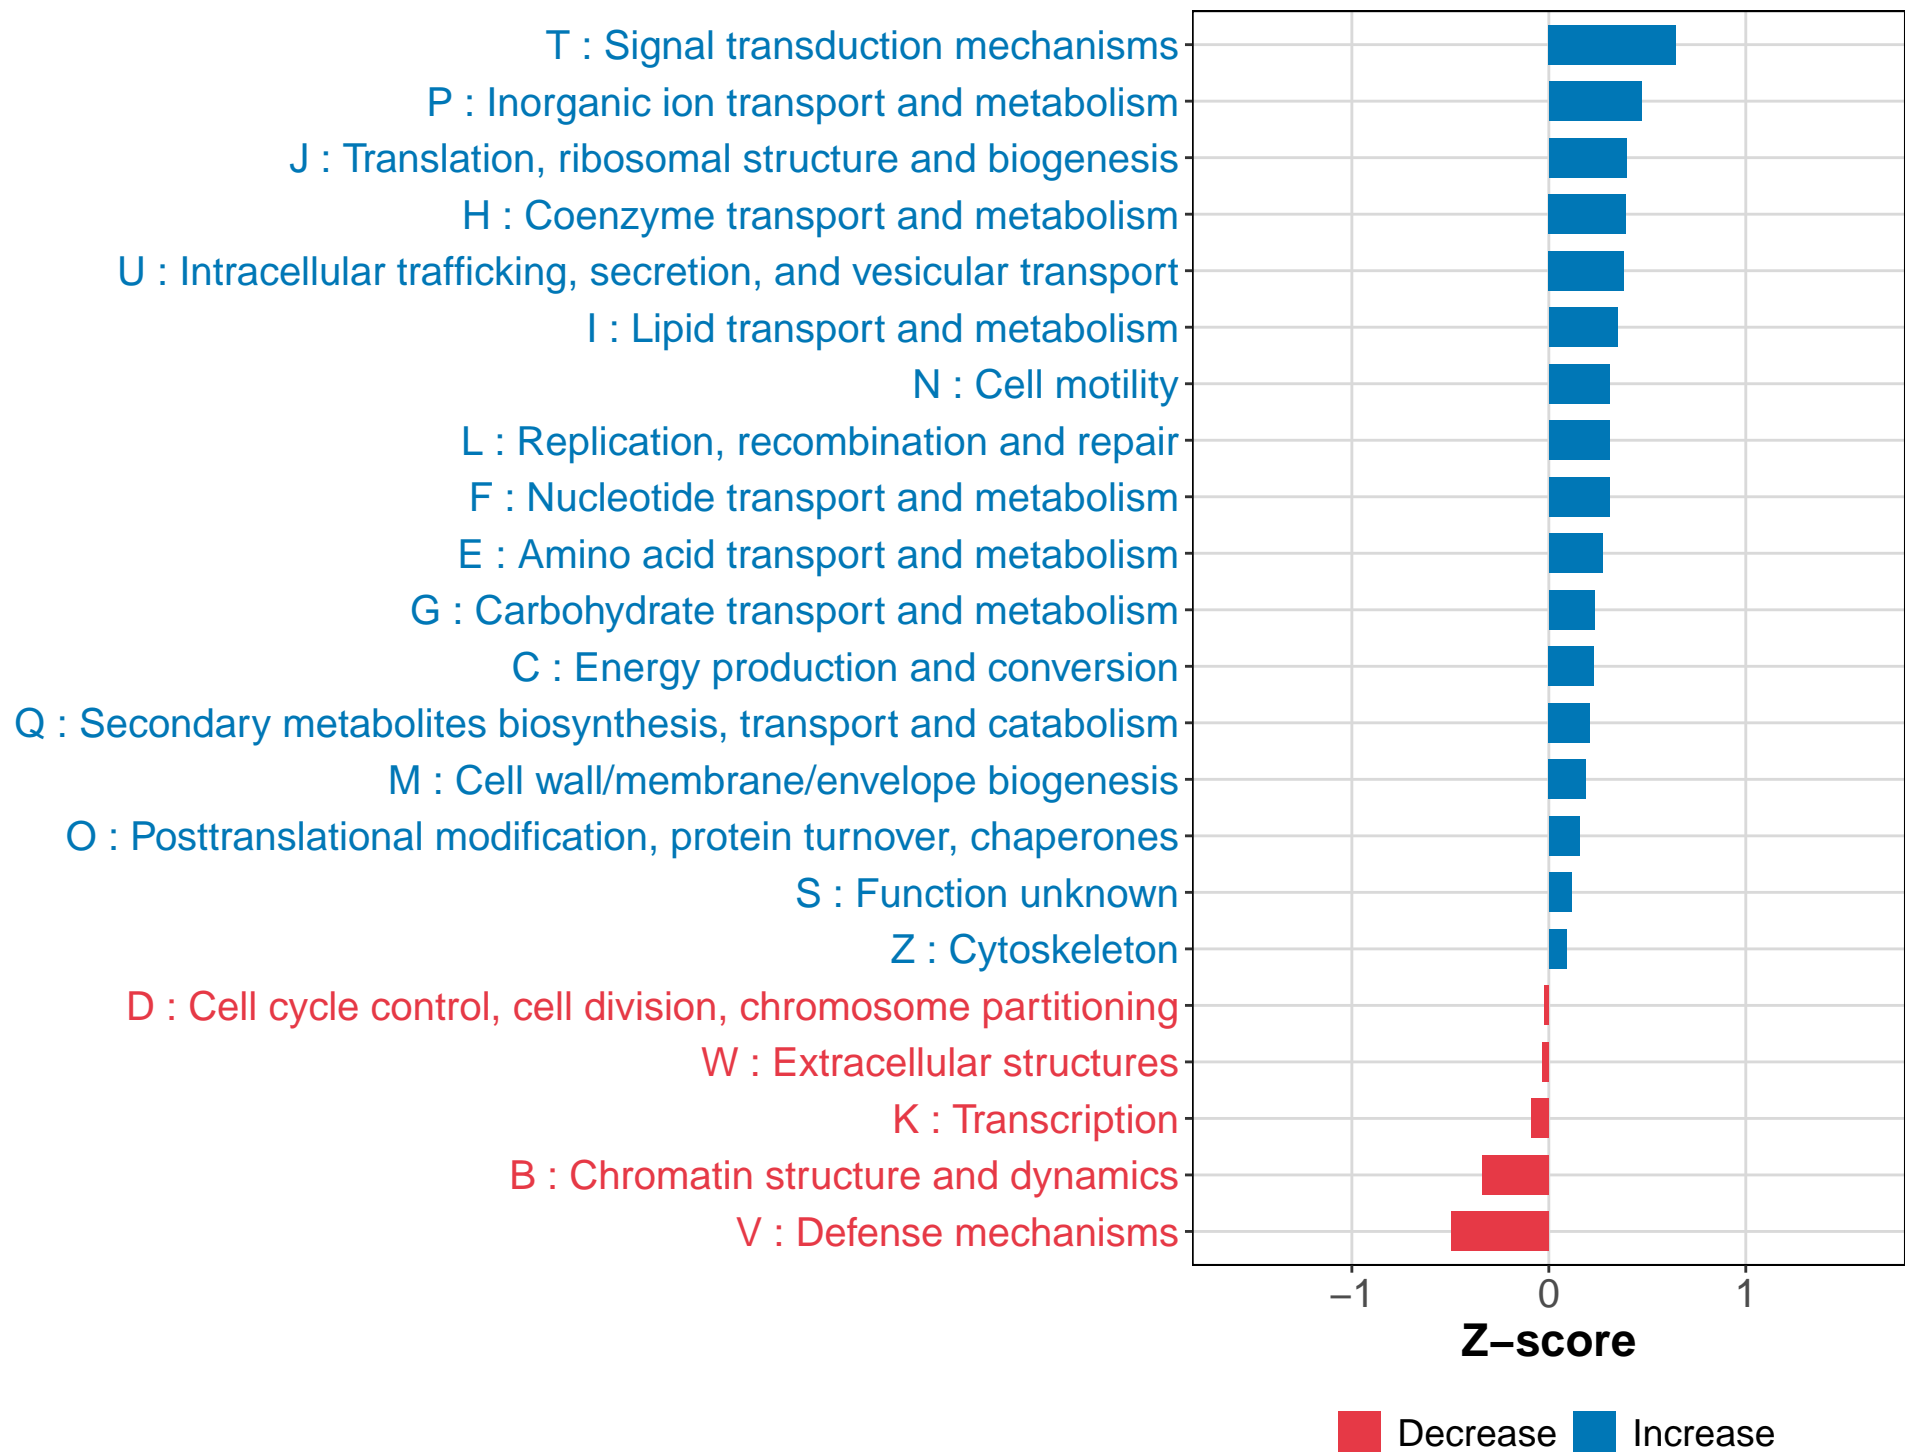 T : Signal transduction mechanisms
P : Inorganic ion transport and metabolism
J : Translation, ribosomal structure and biogenesis
H : Coenzyme transport and metabolism
U : Intracellular trafficking, secretion, and vesicular transport
I : Lipid transport and metabolism
N : Cell motility
L : Replication, recombination and repair
F : Nucleotide transport and metabolism
E : Amino acid transport and metabolism
G : Carbohydrate transport and metabolism
C : Energy production and conversion
Q : Secondary metabolites biosynthesis, transport and catabolism
M : Cell wall/membrane/envelope biogenesis
O : Posttranslational modification, protein turnover, chaperones
S : Function unknown
Z : Cytoskeleton
D : Cell cycle control, cell division, chromosome partitioning
W : Extracellular structures
K : Transcription
B : Chromatin structure and dynamics
V : Defense mechanisms
−1 0 1
Z−score
Decrease Increase